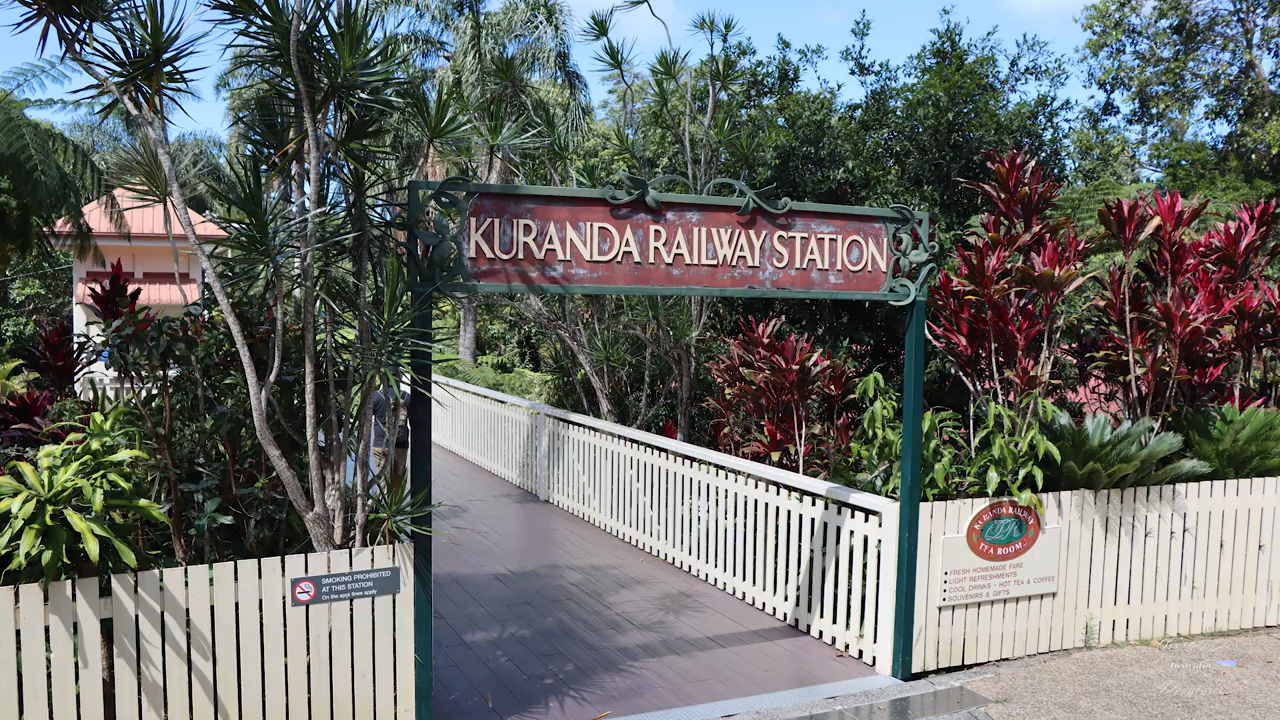 KURANDA RAILWAY STATION
SMOKING PROHIBITED
AT THIS STATION
On the spot fines apply
KURANDA RAILWAY
TEA ROOM
• FRESH HOMEMADE FARE
• LIGHT REFRESHMENTS
• COOL DRINKS - HOT TEA & COFFEE
• SOUVENIRS & GIFTS
Australia